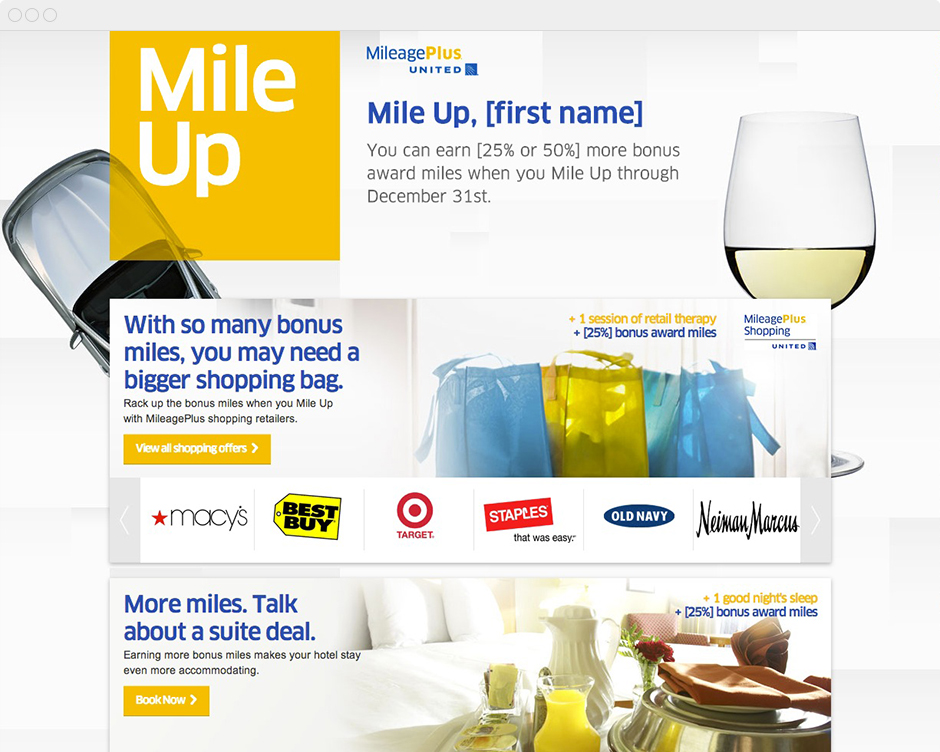 Mile
Up
MileagePlus
UNITED
Mile Up, [first name]
You can earn [25% or 50%] more bonus
award miles when you Mile Up through
December 31st.
With so many bonus
miles, you may need a
bigger shopping bag.
Rack up the bonus miles when you Mile Up
with MileagePlus shopping retailers.
View all shopping offers
+ 1 session of retail therapy
+ [25%] bonus award miles
MileagePlus
Shopping
UNITED
macy's
BEST
BUY
TARGET.
STAPLES
that was easy.
OLD NAVY
Neiman Marcus
More miles. Talk
about a suite deal.
Earning more bonus miles makes your hotel stay
even more accommodating.
Book Now
+ 1 good night's sleep
+ [25%] bonus award miles